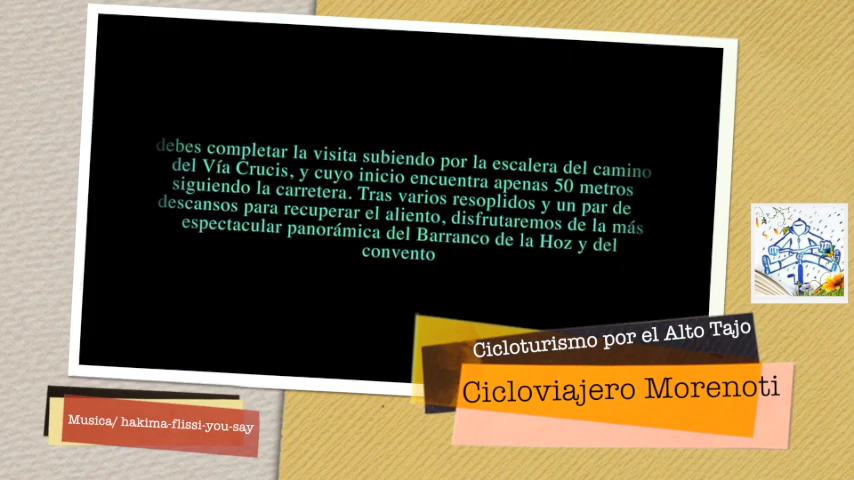 debes completar la visita subiendo por la escalera del camino
del Vía Crucis, y cuyo inicio encuentra apenas 50 metros
siguiendo la carretera. Tras varios resoplidos y un par de
descansos para recuperar el aliento, disfrutaremos de la más
espectacular panorámica del Barranco de la Hoz y del
convento
Cicloturismo por el Alto Tajo
Cicloviajero Morenoti
Musica/ hakima-flissi-you-say